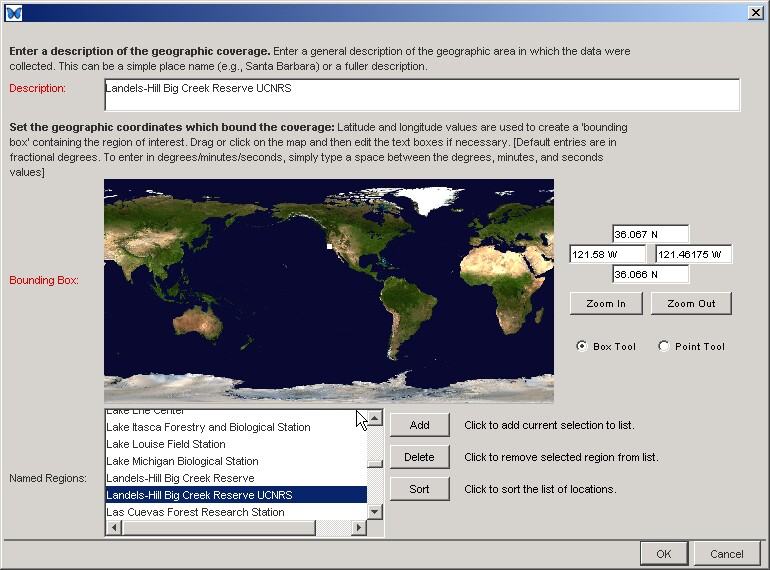 Enter a description of the geographic coverage. Enter a general description of the geographic area in which the data were
collected. This can be a simple place name (e.g., Santa Barbara) or a fuller description.
Description:
Landels-Hill Big Creek Reserve UCNRS
Set the geographic coordinates which bound the coverage: Latitude and longitude values are used to create a 'bounding
box' containing the region of interest. Drag or click on the map and then edit the text boxes if necessary. [Default entries are in
fractional degrees. To enter in degrees/minutes/seconds, simply type a space between the degrees, minutes, and seconds
values]
Bounding Box:
36.067 N
121.58 W
121.46175 W
36.066 N
Zoom In
Zoom Out
Box Tool
Point Tool
Named Regions:
Lake Erie Center
Lake Itasca Forestry and Biological Station
Lake Louise Field Station
Lake Michigan Biological Station
Landels-Hill Big Creek Reserve
Landels-Hill Big Creek Reserve UCNRS
Las Cuevas Forest Research Station
Add
Click to add current selection to list.
Delete
Click to remove selected region from list.
Sort
Click to sort the list of locations.
OK
Cancel